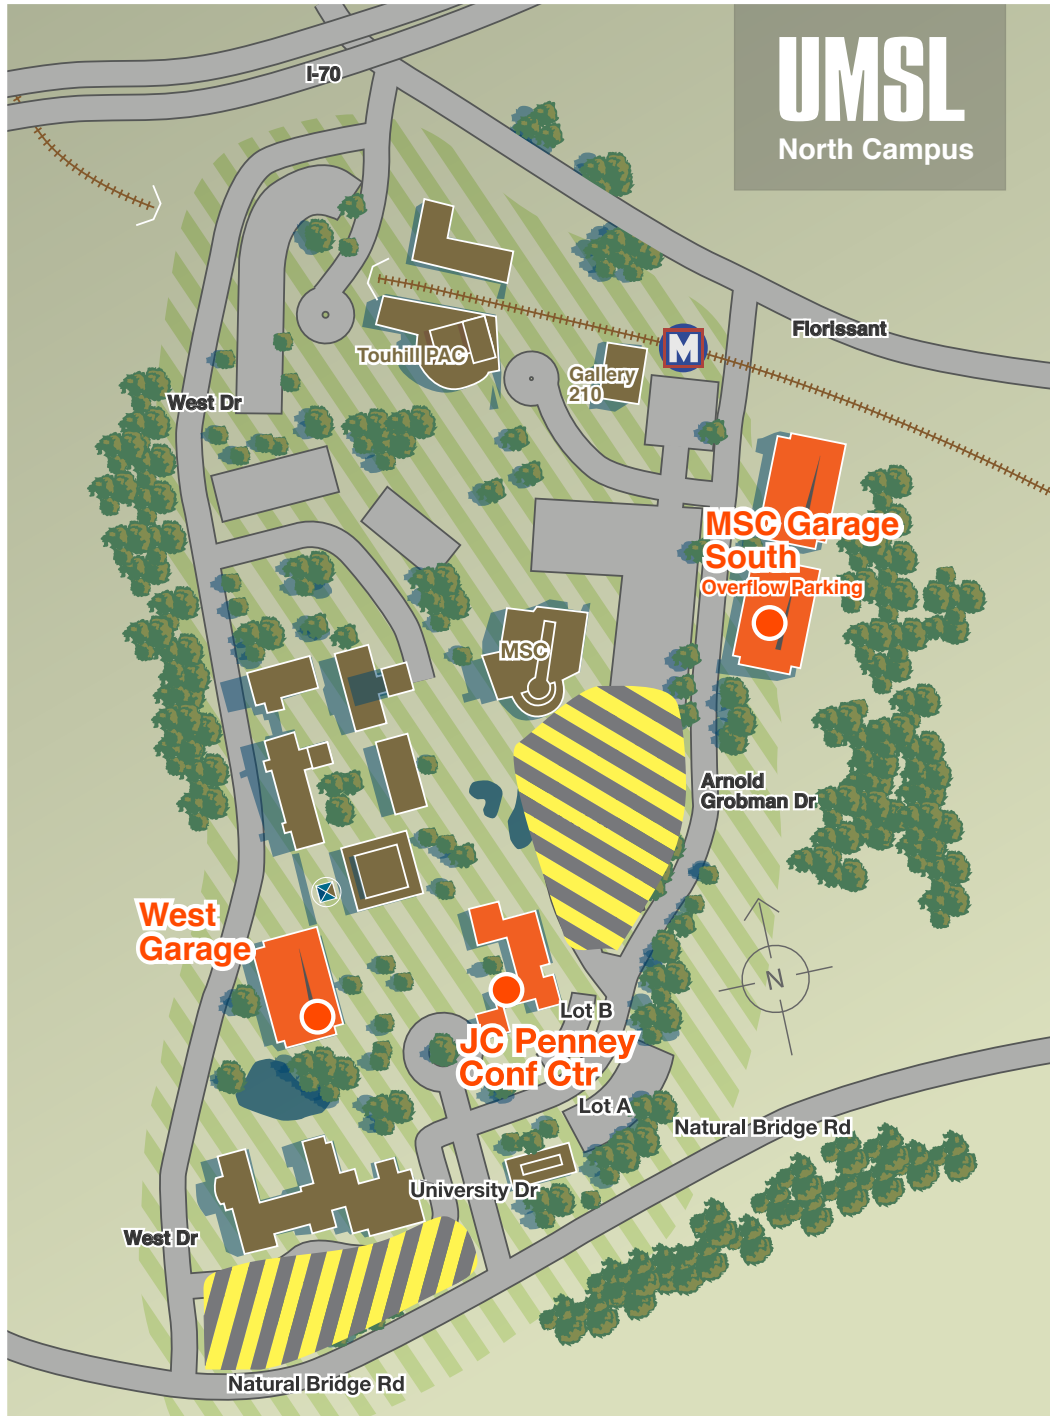 UMSL
North Campus
I-70
Florissant
M
Touhill PAC
Gallery
210
West Dr
MSC Garage
South
Overflow Parking
MSC
Arnold
Grobman Dr
West
Garage
N
Lot B
JC Penney
Conf Ctr
Lot A
Natural Bridge Rd
University Dr
West Dr
Natural Bridge Rd